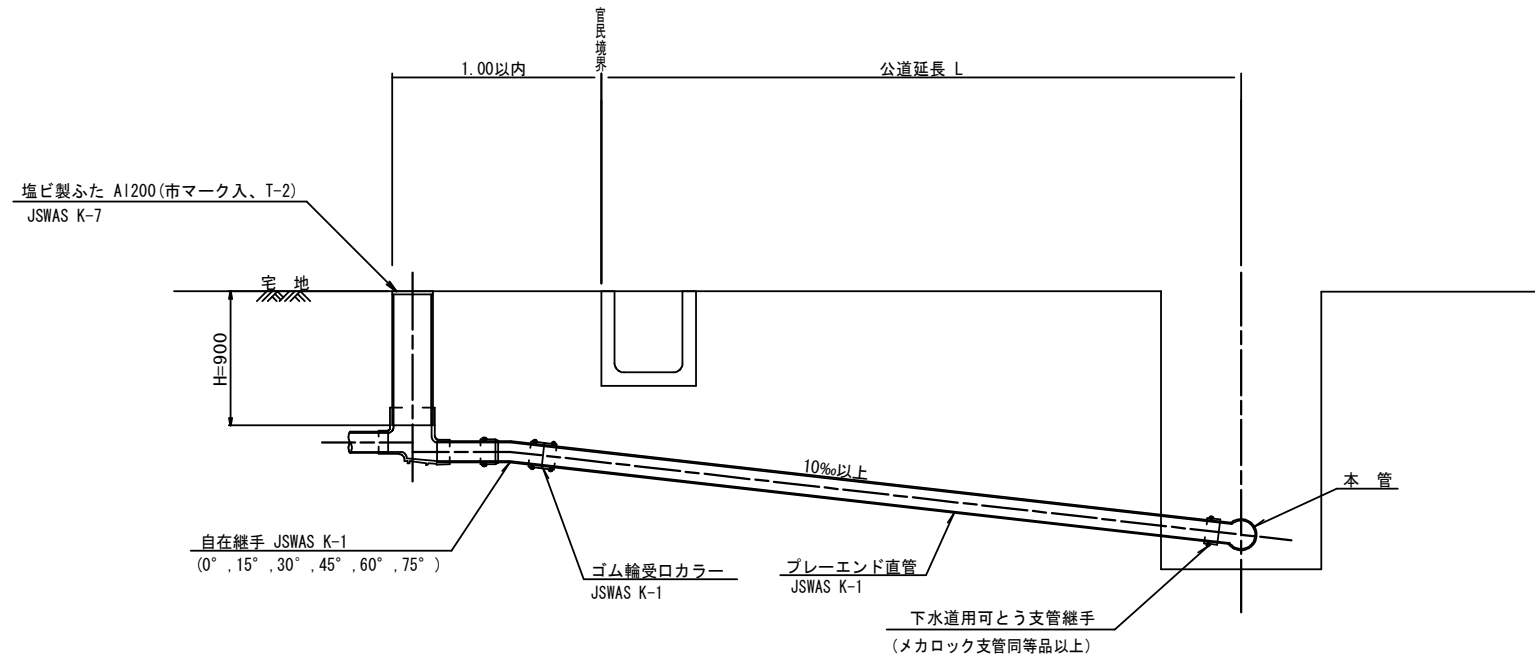 官民境界
1.00以内
公道延長 L
塩ビ製ふた A1200(市マーク入、T-2)
JSWAS K-7
宅 地
H=900
10‰以上
本 管
自在継手 JSWAS K-1
(0° ,15° ,30° ,45° ,60° ,75° )
ゴム輪受口カラー
JSWAS K-1
プレーエンド直管
JSWAS K-1
下水道用可とう支管継手
(メカロック支管同等品以上)